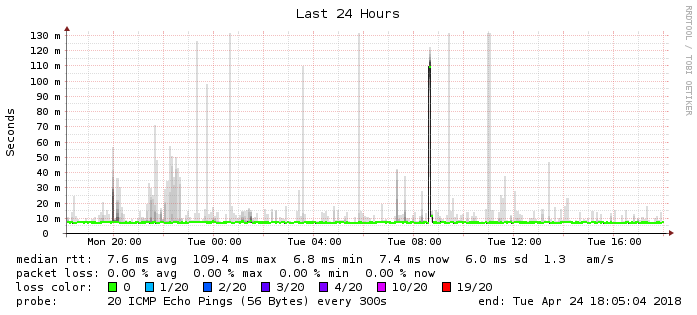 Last 24 Hours
RRDTOOL / TOBI OETIKER
Seconds
130 m
120 m
110 m
100 m
90 m
80 m
70 m
60 m
50 m
40 m
30 m
20 m
10 m
0
Mon 20:00 Tue 00:00 Tue 04:00 Tue 08:00 Tue 12:00 Tue 16:00
median rtt: 7.6 ms avg 109.4 ms max 6.8 ms min 7.4 ms now 6.0 ms sd 1.3 am/s
packet loss: 0.00 % avg 0.00 % max 0.00 % min 0.00 % now
loss color: 0 1/20 2/20 3/20 4/20 10/20 19/20
probe: 20 ICMP Echo Pings (56 Bytes) every 300s end: Tue Apr 24 18:05:04 2018